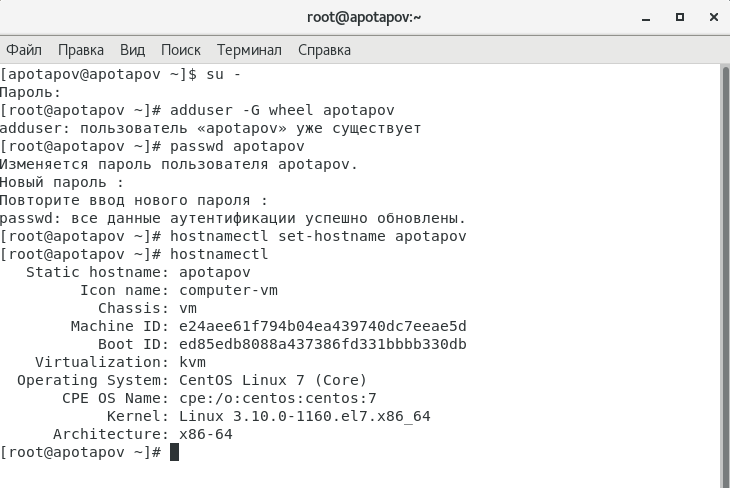 root@apotapov:~
Файл Правка Вид Поиск Терминал Справка
[apotapov@apotapov ~]$ su -
Пароль:
[root@apotapov ~]# adduser -G wheel apotapov
adduser: пользователь «apotapov» уже существует
[root@apotapov ~]# passwd apotapov
Изменяется пароль пользователя apotapov.
Новый пароль :
Повторите ввод нового пароля :
passwd: все данные аутентификации успешно обновлены.
[root@apotapov ~]# hostnamectl set-hostname apotapov
[root@apotapov ~]# hostnamectl
   Static hostname: apotapov
         Icon name: computer-vm
           Chassis: vm
        Machine ID: e24aee61f794b04ea439740dc7eeae5d
           Boot ID: ed85edb8088a437386fd331bbbb330db
    Virtualization: kvm
  Operating System: CentOS Linux 7 (Core)
       CPE OS Name: cpe:/o:centos:centos:7
            Kernel: Linux 3.10.0-1160.el7.x86_64
      Architecture: x86-64
[root@apotapov ~]#